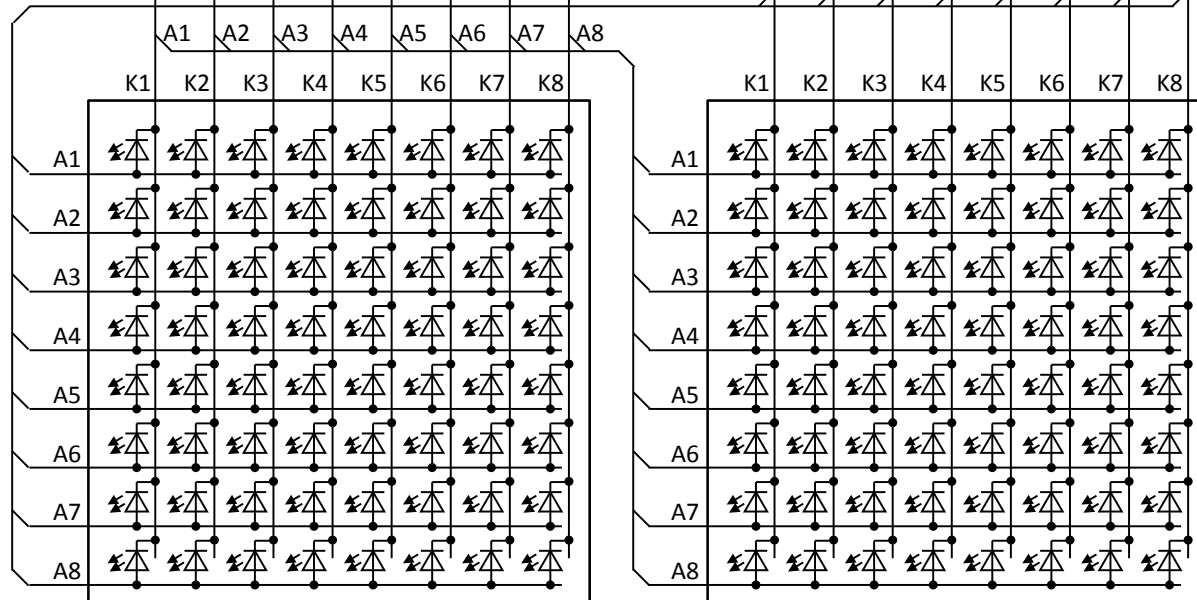 A1 A2 A3 A4 A5 A6 A7 A8
K1 K2 K3 K4 K5 K6 K7 K8 K1 K2 K3 K4 K5 K6 K7 K8
A1 A1
A2 A2
A3 A3
A4 A4
A5 A5
A6 A6
A7 A7
A8 A8